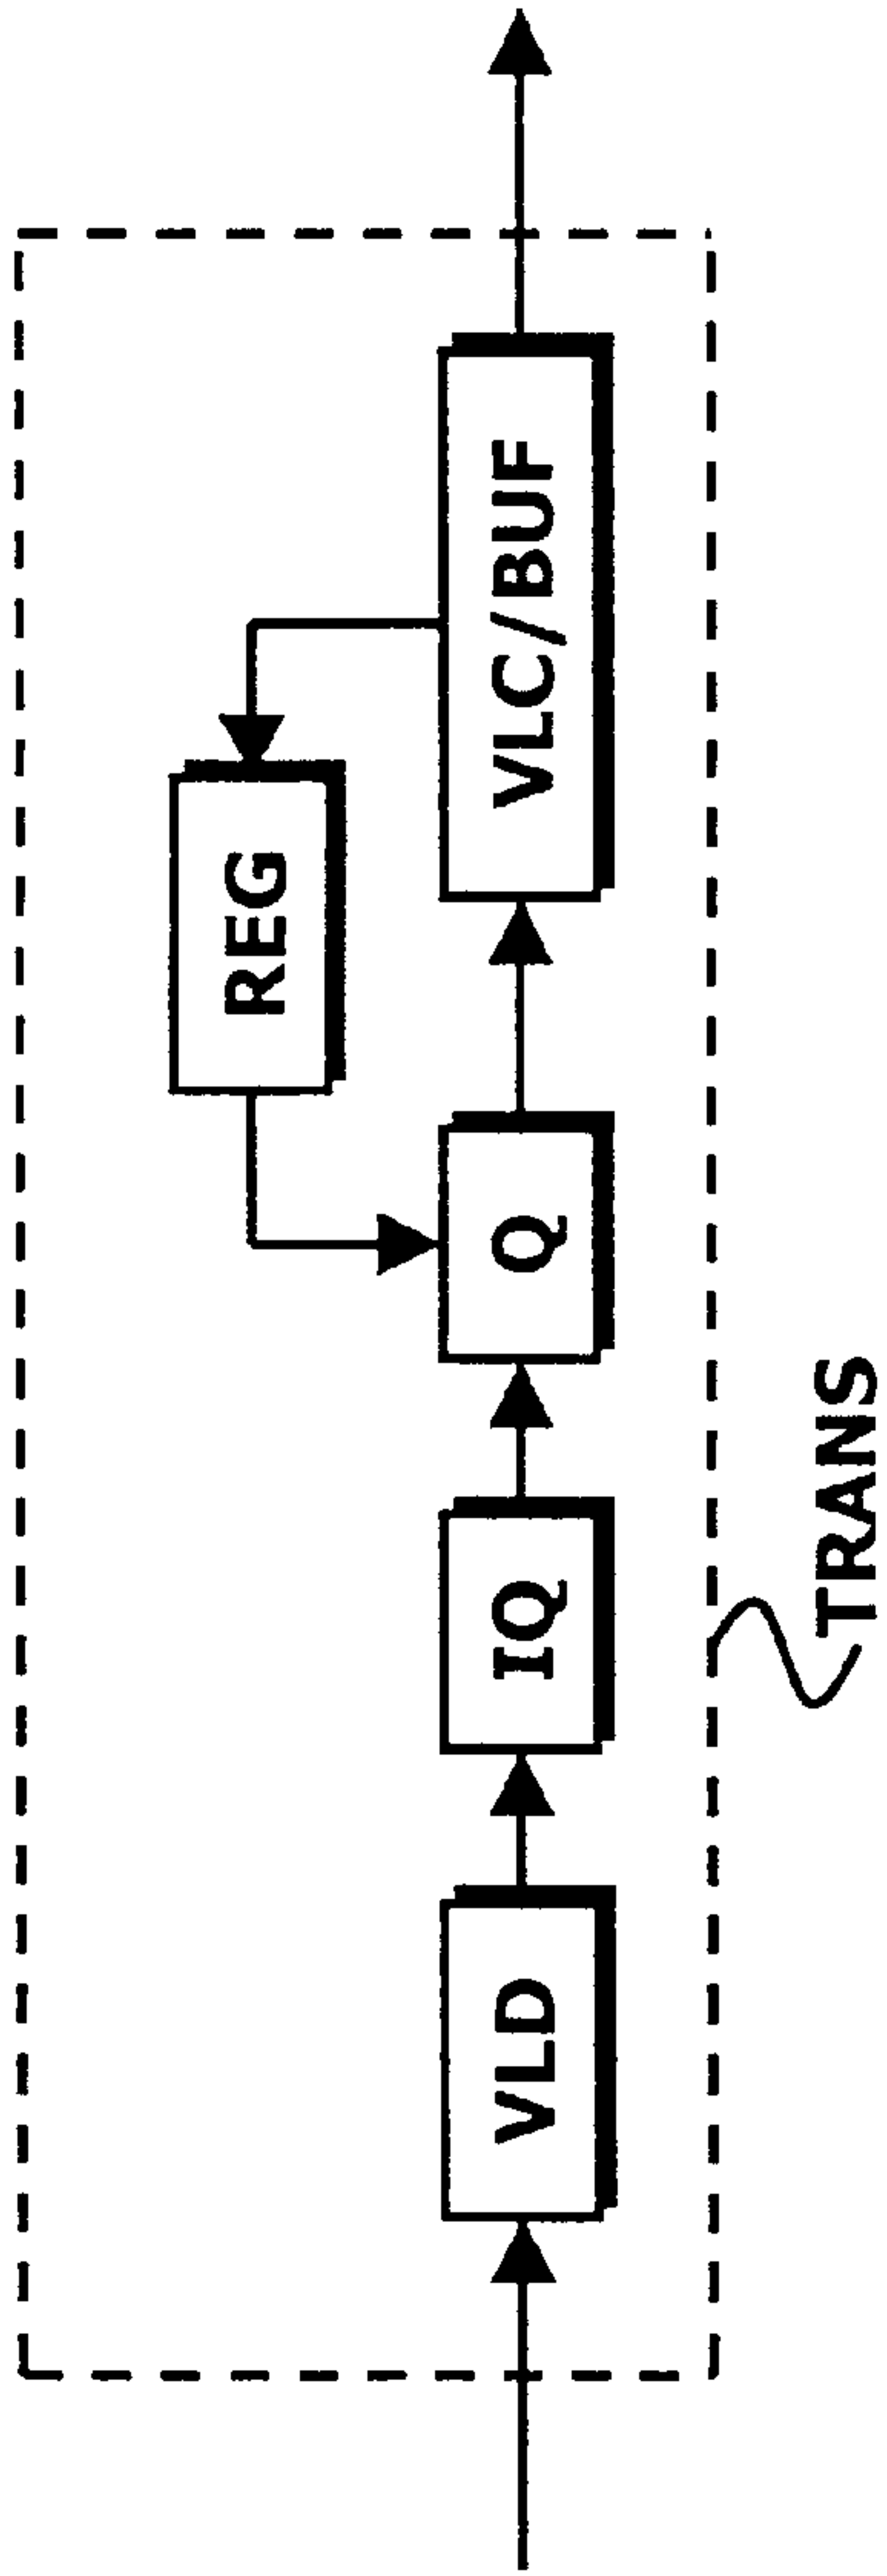 REG
VLD
IQ
Q
VLC/BUF
TRANS